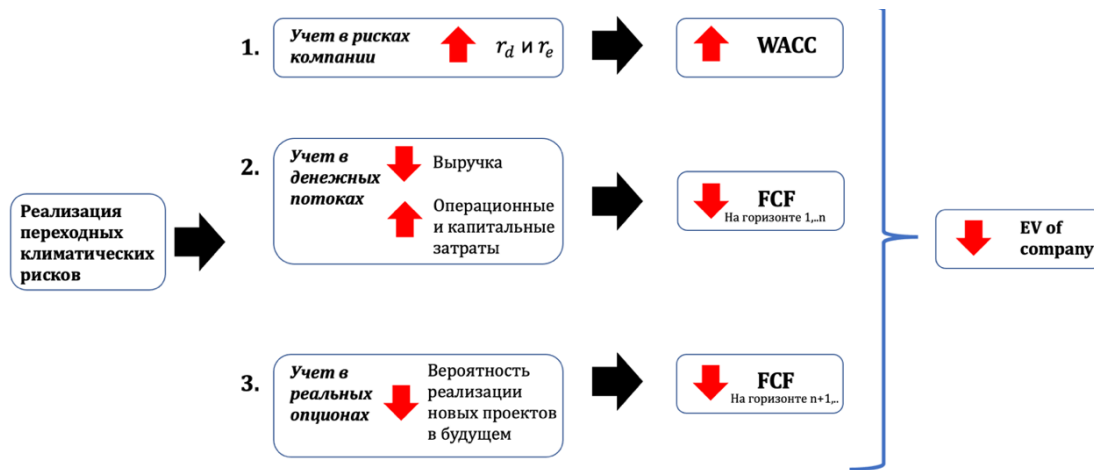 1.
Учет в рисках
компании
r_d и r_e
WACC
2.
Учет в
денежных
потоках
Выручка
Операционные
и капитальные
затраты
FCF
На горизонте 1,..n
Реализация
переходных
климатических
рисков
EV of
company
3.
Учет в
реальных
опционах
Вероятность
реализации
новых проектов
в будущем
FCF
На горизонте n+1,..